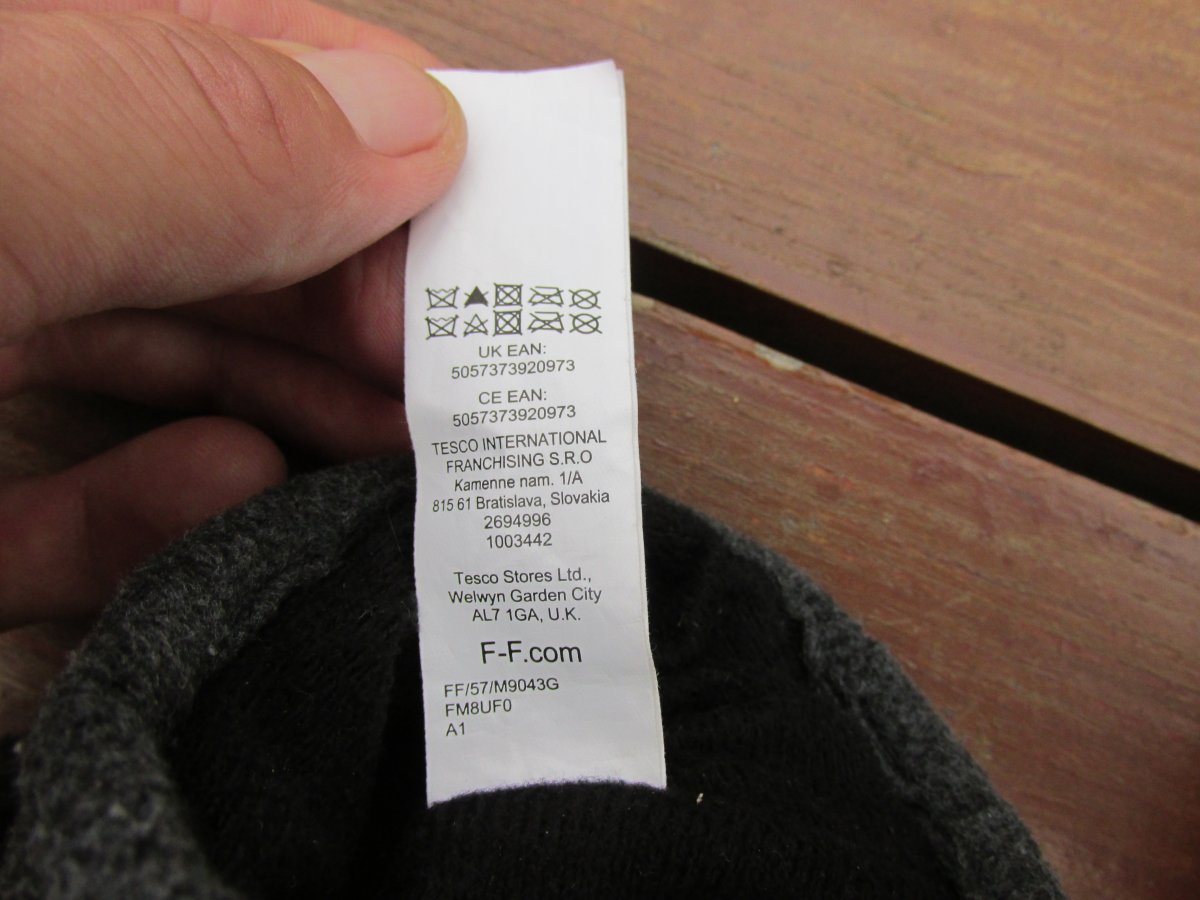 UK EAN:
5057373920973
CE EAN:
5057373920973
TESCO INTERNATIONAL
FRANCHISING S.R.O
Kamenne nam. 1/A
815 61 Bratislava, Slovakia
2694996
1003442
Tesco Stores Ltd.,
Welwyn Garden City
AL7 1GA, U.K.
F-F.com
FF/57/M9043G
FM8UF0
A1